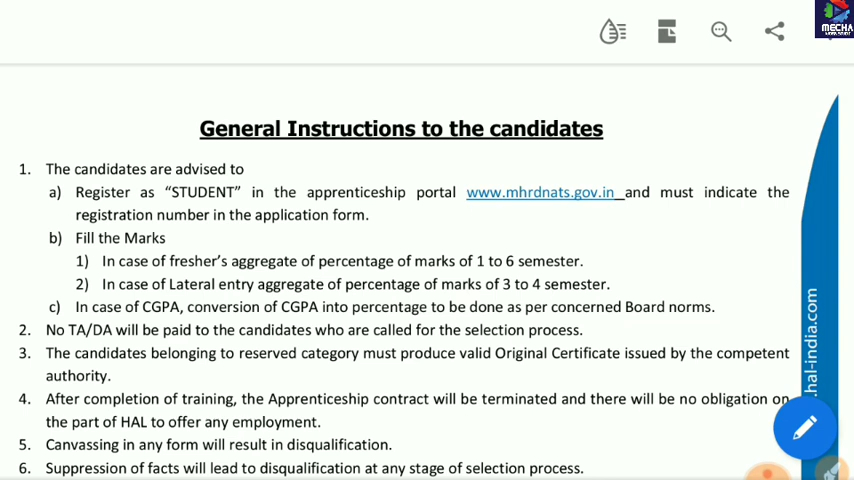 MECHA
General Instructions to the candidates
1. The candidates are advised to
a) Register as “STUDENT” in the apprenticeship portal www.mhrdnats.gov.in and must indicate the
registration number in the application form.
b) Fill the Marks
1) In case of fresher’s aggregate of percentage of marks of 1 to 6 semester.
2) In case of Lateral entry aggregate of percentage of marks of 3 to 4 semester.
c) In case of CGPA, conversion of CGPA into percentage to be done as per concerned Board norms.
2. No TA/DA will be paid to the candidates who are called for the selection process.
3. The candidates belonging to reserved category must produce valid Original Certificate issued by the competent
authority.
4. After completion of training, the Apprenticeship contract will be terminated and there will be no obligation on
the part of HAL to offer any employment.
5. Canvassing in any form will result in disqualification.
6. Suppression of facts will lead to disqualification at any stage of selection process.
.hal-india.com